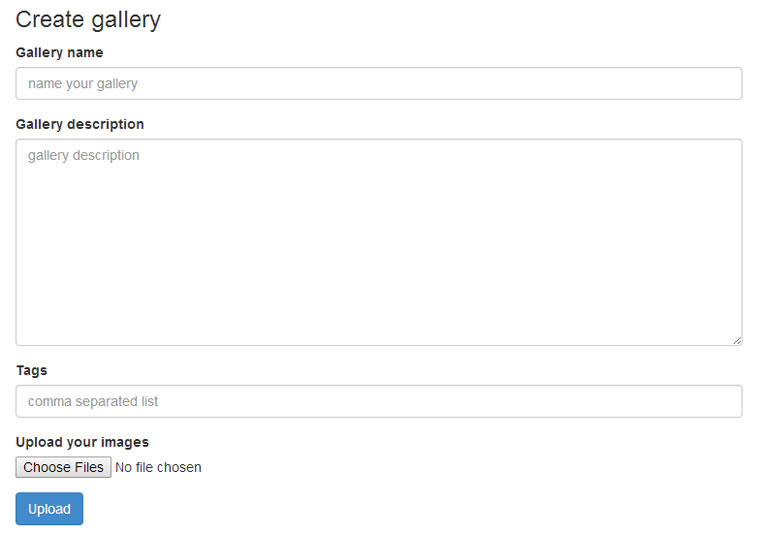 Create gallery
Gallery name
name your gallery
Gallery description
gallery description
Tags
comma separated list
Upload your images
Choose Files No file chosen
Upload